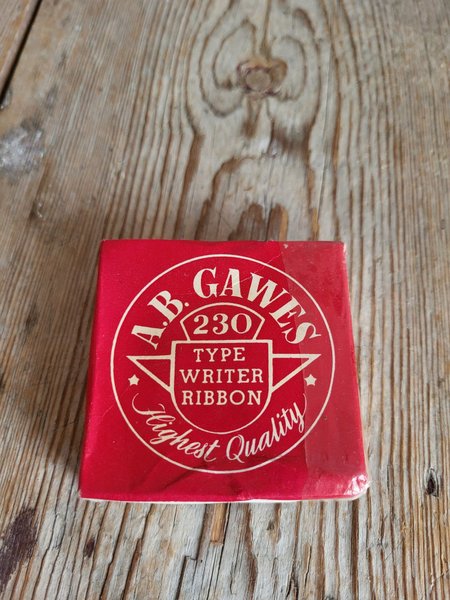 A.B. GAWES
230
TYPE
WRITER
RIBBON
Highest Quality